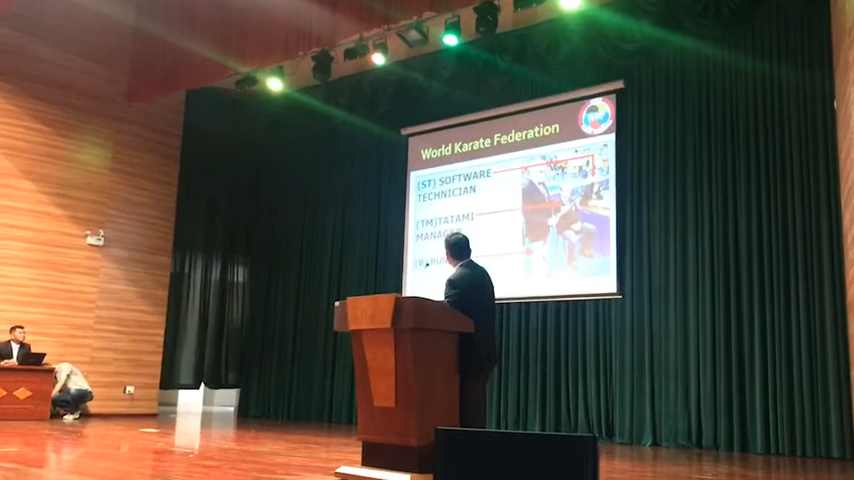 World Karate Federation
(ST) SOFTWARE
TECHNICIAN
(TM)TATAMI
MANAGER